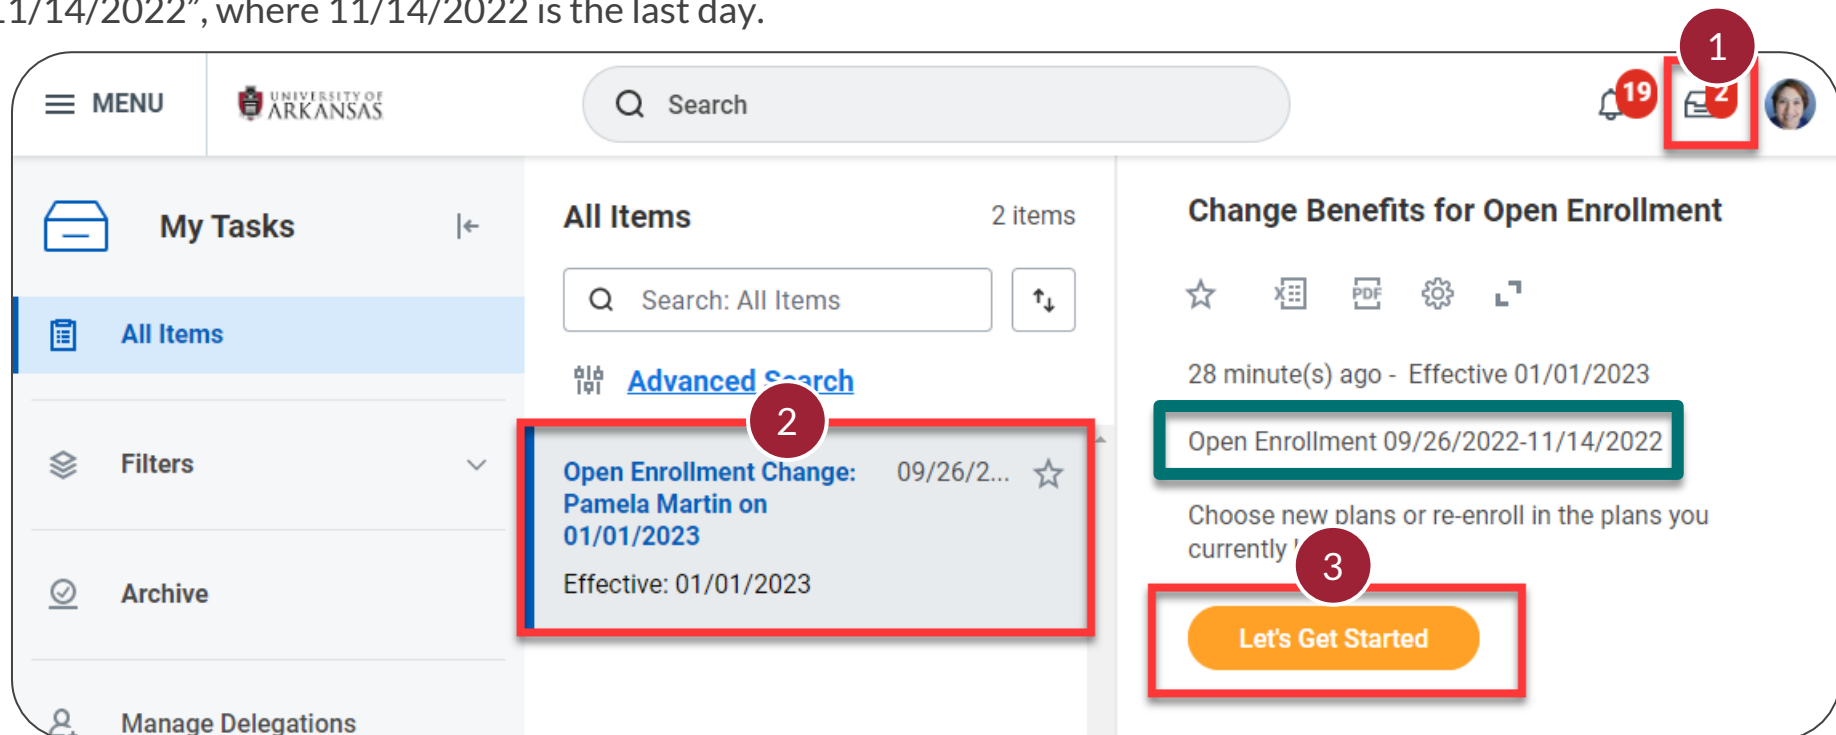 11/14/2022”, where 11/14/2022 is the last day.
1
MENU
UNIVERSITY OF
ARKANSAS
Search
19
2
My Tasks
All Items
Filters
Archive
Manage Delegations
All Items
2 items
Search: All Items
Advanced Search
2
Open Enrollment Change:
09/26/2...
Pamela Martin on
01/01/2023
Effective: 01/01/2023
Change Benefits for Open Enrollment
X
PDF
28 minute(s) ago - Effective 01/01/2023
Open Enrollment 09/26/2022-11/14/2022
Choose new plans or re-enroll in the plans you
currently
3
Let's Get Started